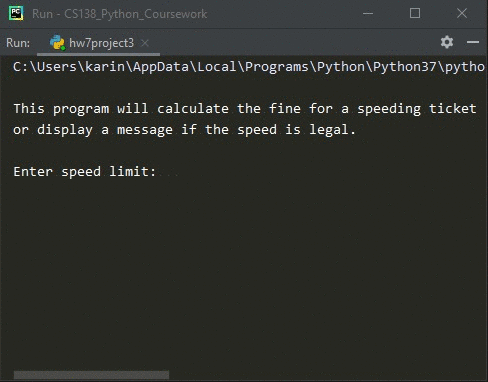 PC
Run - CS138_Python_Coursework
Run: hw7project3
C:\Users\karin\AppData\Local\Programs\Python\Python37\pytho
This program will calculate the fine for a speeding ticket
or display a message if the speed is legal.
Enter speed limit: